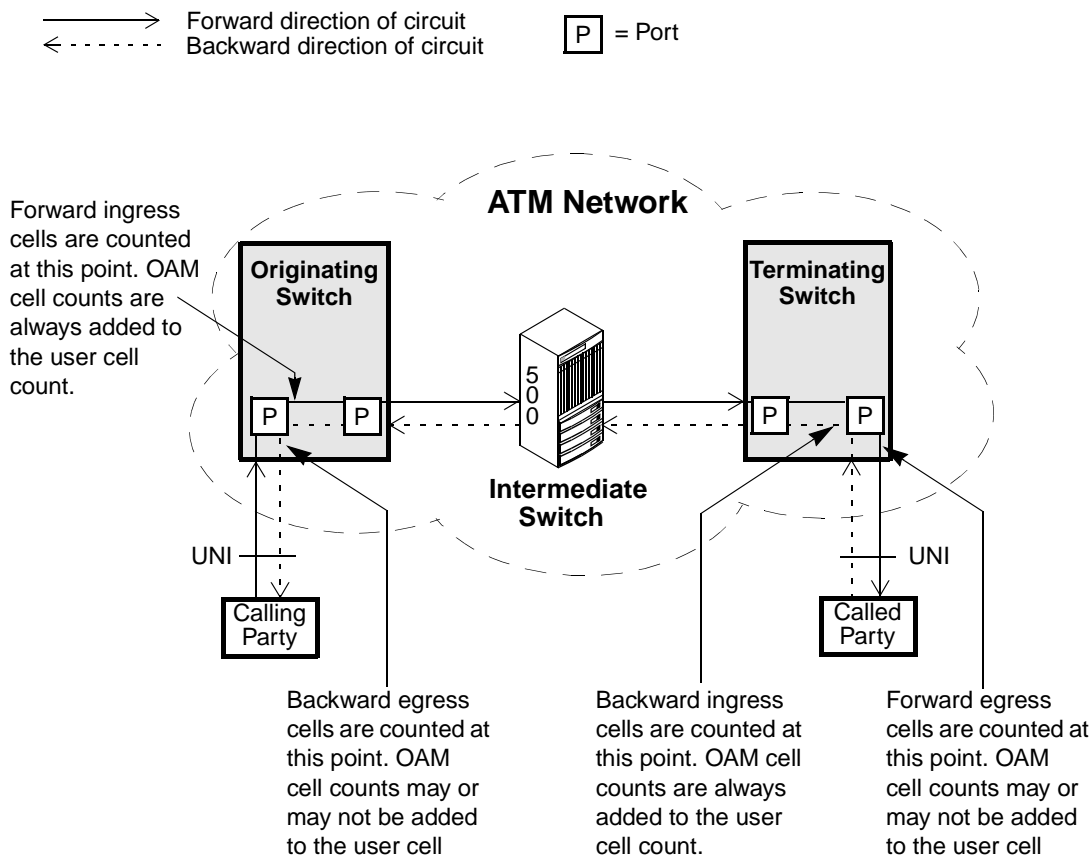 Forward direction of circuit
Backward direction of circuit
P = Port
ATM Network
Forward ingress
cells are counted
at this point. OAM
cell counts are
always added to
the user cell
count.
Originating
Switch
Terminating
Switch
500
P
P
P
P
Intermediate
Switch
UNI
UNI
Calling
Party
Called
Party
Backward egress
cells are counted at
this point. OAM
cell counts may or
may not be added
to the user cell
Backward ingress
cells are counted at
this point. OAM cell
counts are always
added to the user
cell count.
Forward egress
cells are counted at
this point. OAM
cell counts may or
may not be added
to the user cell